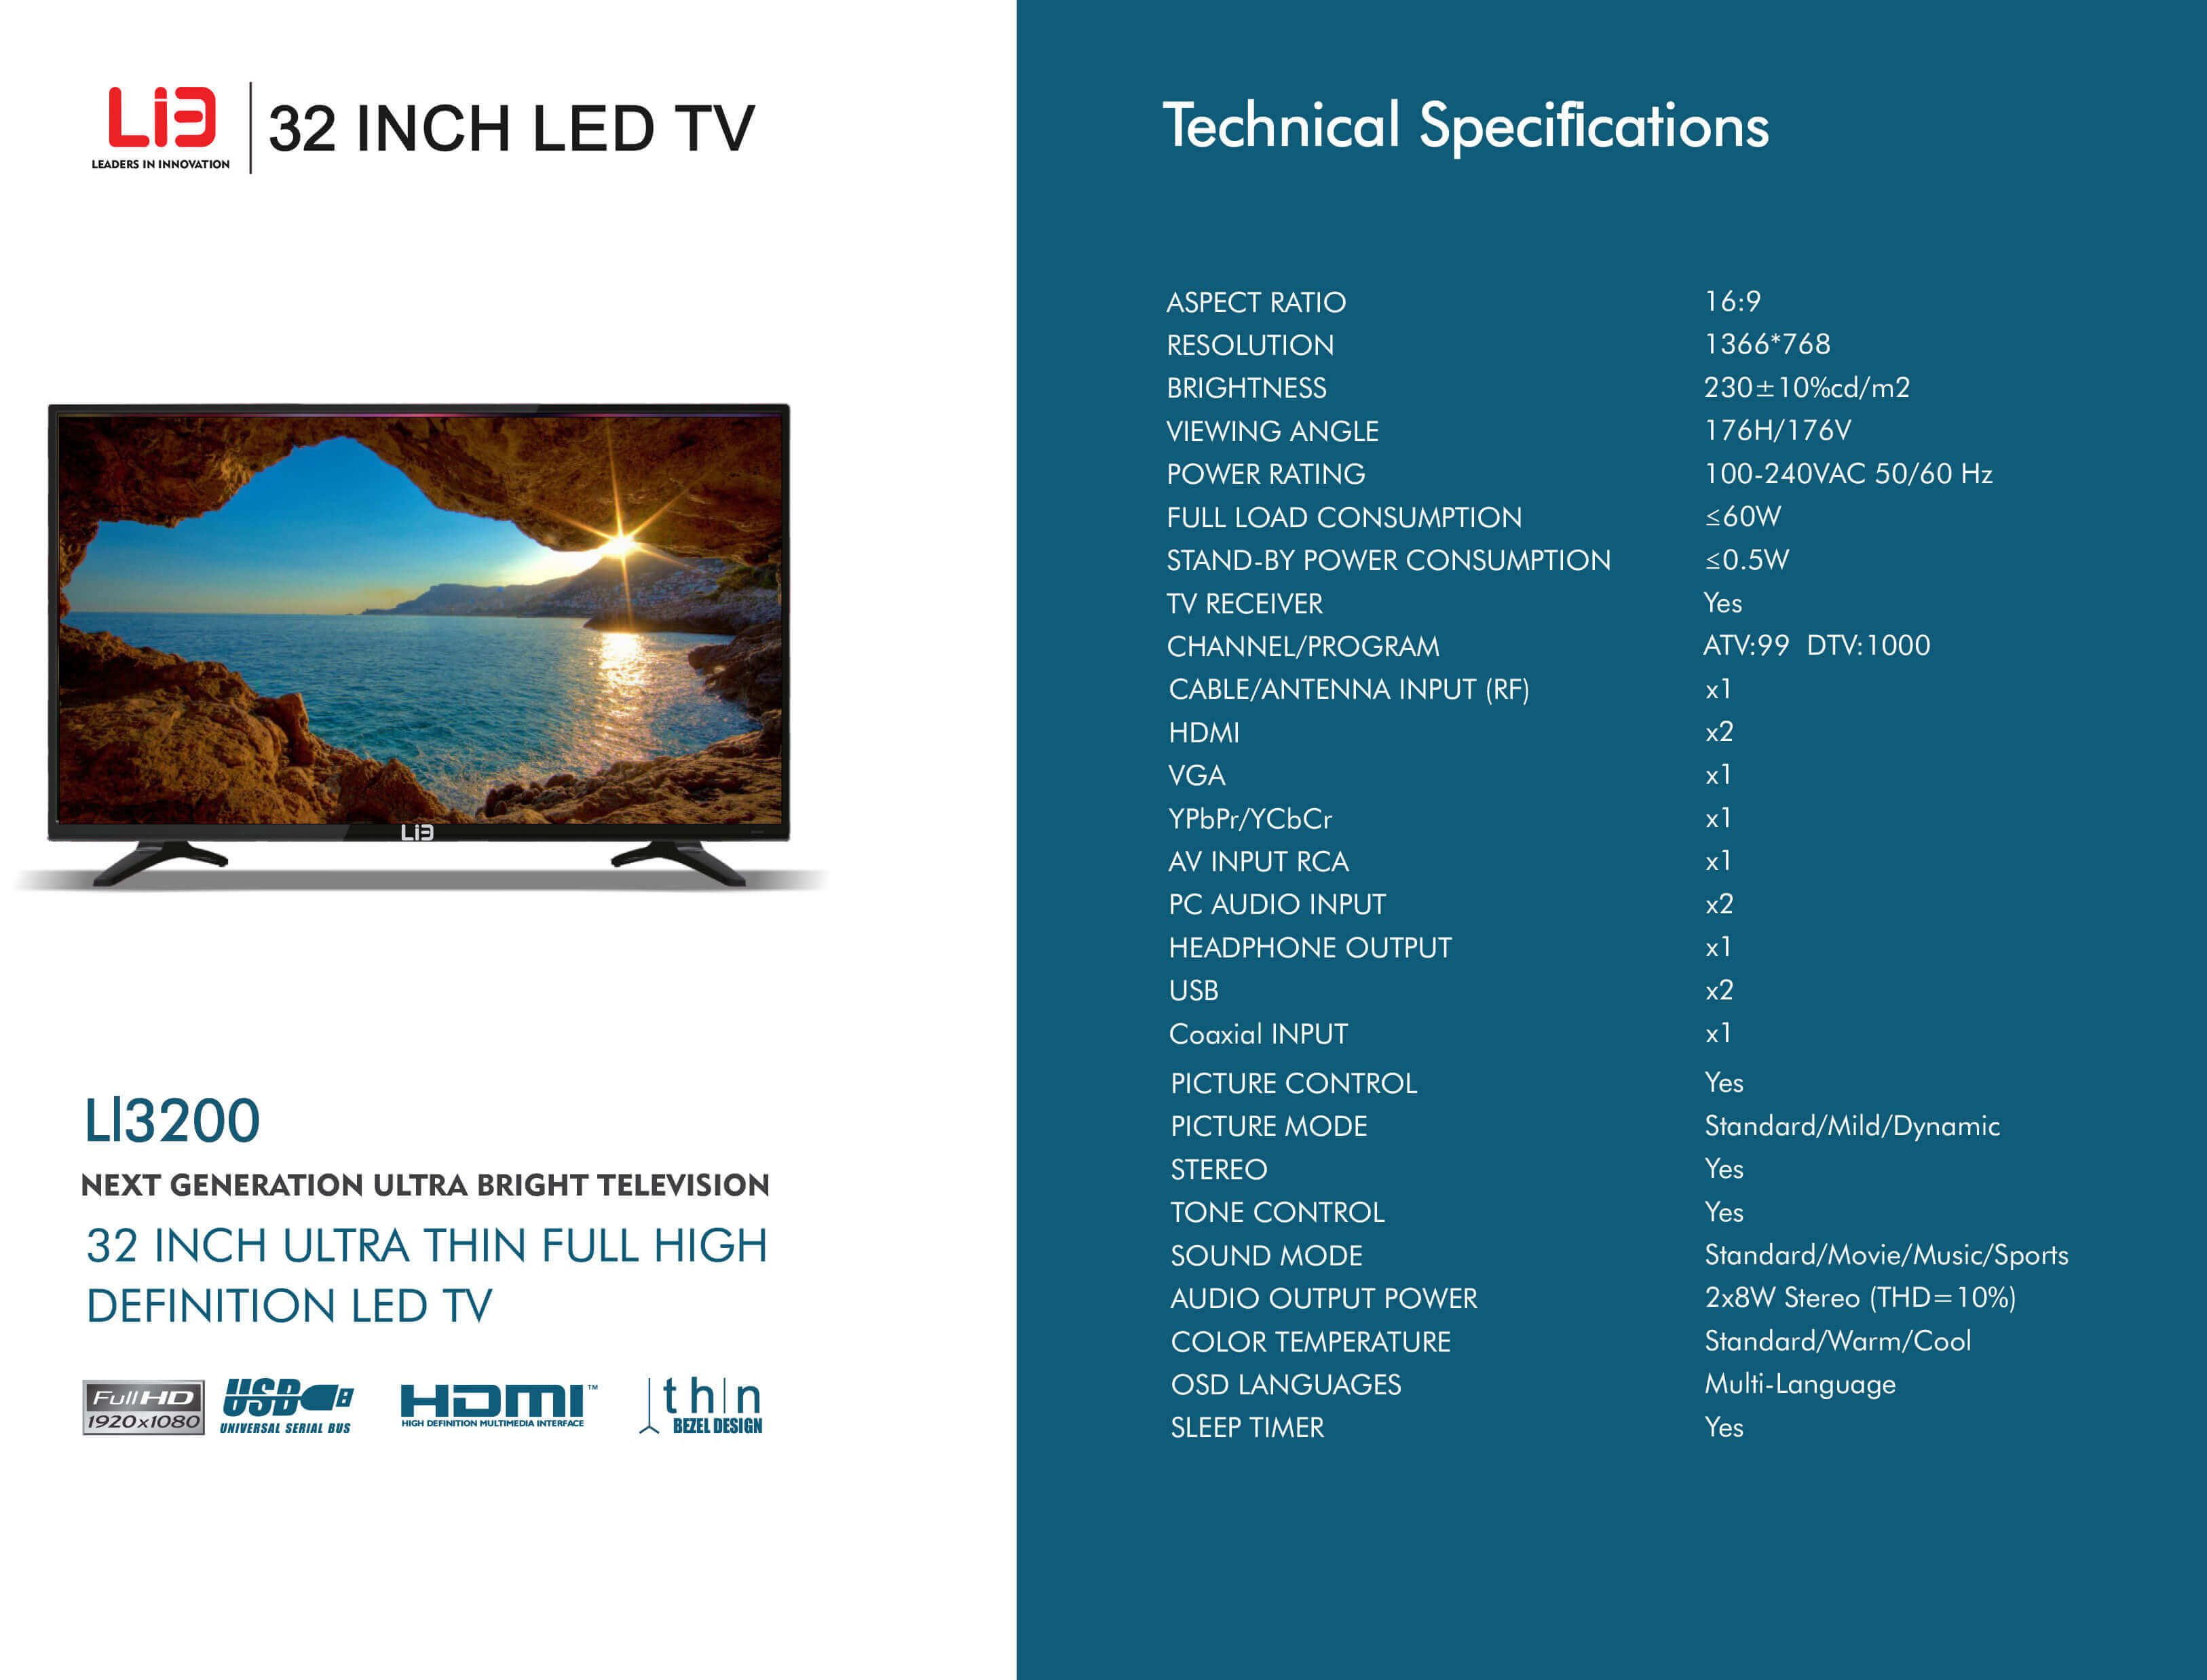 Li3
LEADERS IN INNOVATION
32 INCH LED TV
Li3
LI3200
NEXT GENERATION ULTRA BRIGHT TELEVISION
32 INCH ULTRA THIN FULL HIGH
DEFINITION LED TV
Full HD
1920x1080
USB
UNIVERSAL SERIAL BUS
HDMI™
HIGH DEFINITION MULTIMEDIA INTERFACE
thin
BEZEL DESIGN
Technical Specifications
ASPECT RATIO 16:9
RESOLUTION 1366*768
BRIGHTNESS 230±10%cd/m2
VIEWING ANGLE 176H/176V
POWER RATING 100-240VAC 50/60 Hz
FULL LOAD CONSUMPTION ≤60W
STAND-BY POWER CONSUMPTION ≤0.5W
TV RECEIVER Yes
CHANNEL/PROGRAM ATV:99 DTV:1000
CABLE/ANTENNA INPUT (RF) x1
HDMI x2
VGA x1
YPbPr/YCbCr x1
AV INPUT RCA x1
PC AUDIO INPUT x2
HEADPHONE OUTPUT x1
USB x2
Coaxial INPUT x1
PICTURE CONTROL Yes
PICTURE MODE Standard/Mild/Dynamic
STEREO Yes
TONE CONTROL Yes
SOUND MODE Standard/Movie/Music/Sports
AUDIO OUTPUT POWER 2x8W Stereo (THD=10%)
COLOR TEMPERATURE Standard/Warm/Cool
OSD LANGUAGES Multi-Language
SLEEP TIMER Yes